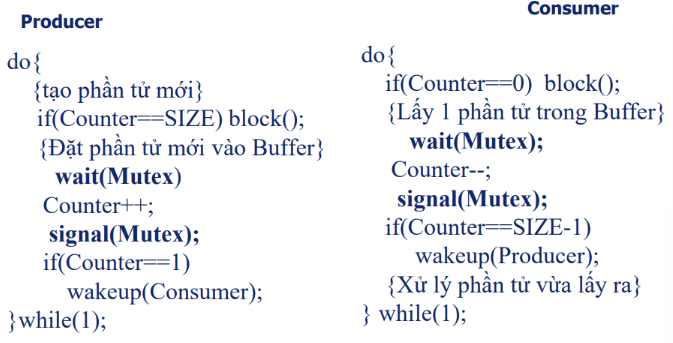 Producer
do{
{tạo phần tử mới}
if(Counter==SIZE) block();
{Đặt phần tử mới vào Buffer}
wait(Mutex)
Counter++;
signal(Mutex);
if(Counter==1)
wakeup(Consumer);
}while(1);
Consumer
do{
if(Counter==0) block();
{Lấy 1 phần tử trong Buffer}
wait(Mutex);
Counter--;
signal(Mutex);
if(Counter==SIZE-1)
wakeup(Producer);
{Xử lý phần tử vừa lấy ra}
} while(1);